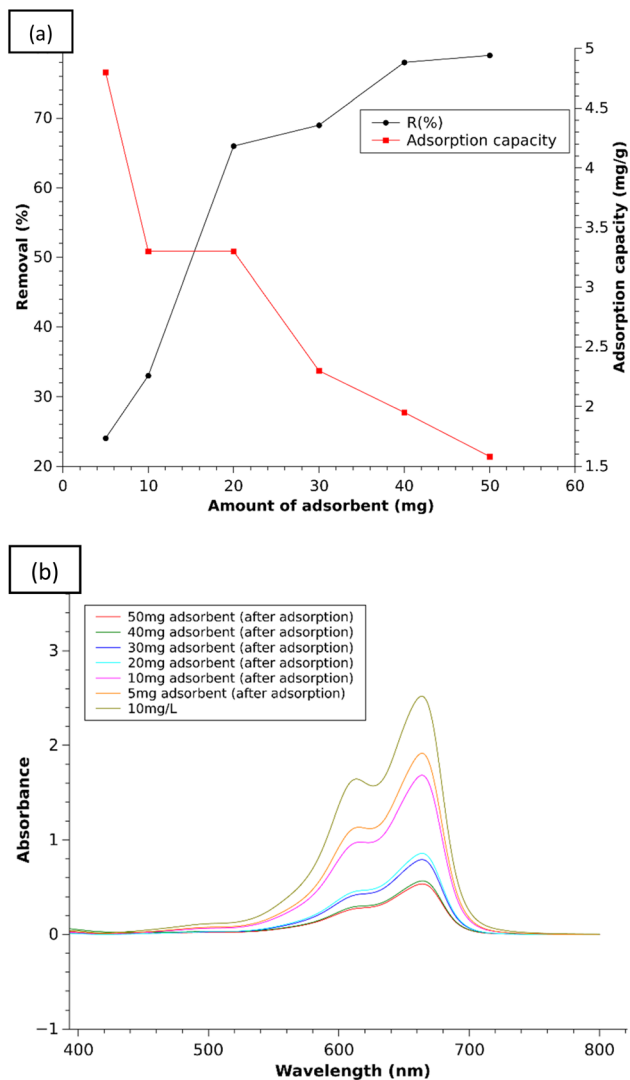 (a)
R(%)
Adsorption capacity
Removal (%)
20
30
40
50
60
70
Adsorption capacity (mg/g)
1.5
2
2.5
3
3.5
4
4.5
5
0
10
20
30
40
50
60
Amount of adsorbent (mg)
(b)
50mg adsorbent (after adsorption)
40mg adsorbent (after adsorption)
30mg adsorbent (after adsorption)
20mg adsorbent (after adsorption)
10mg adsorbent (after adsorption)
5mg adsorbent (after adsorption)
10mg/L
Absorbance
3
2
1
0
−1
400
500
600
700
800
Wavelength (nm)